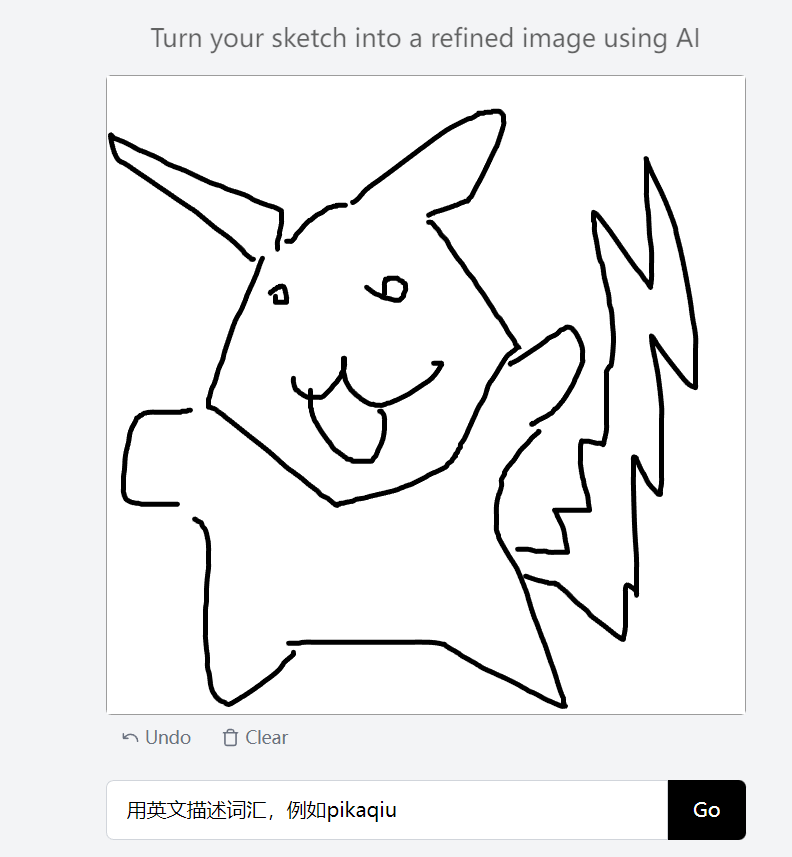 Turn your sketch into a refined image using AI
Undo Clear
用英文描述词汇，例如pikaqiu Go